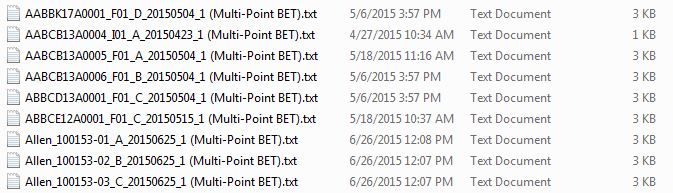 AABBK17A0001_F01_D_20150504_1 (Multi-Point BET).txt 5/6/2015 3:57 PM Text Document 3 KB
AABCB13A0004_I01_A_20150423_1 (Multi-Point BET).txt 4/27/2015 10:34 AM Text Document 1 KB
AABCB13A0005_F01_A_20150504_1 (Multi-Point BET).txt 5/18/2015 11:16 AM Text Document 3 KB
AABCB13A0006_F01_B_20150504_1 (Multi-Point BET).txt 5/6/2015 3:57 PM Text Document 3 KB
ABBCD13A0001_F01_C_20150504_1 (Multi-Point BET).txt 5/6/2015 3:57 PM Text Document 3 KB
ABBCE12A0001_F01_C_20150515_1 (Multi-Point BET).txt 5/18/2015 10:37 AM Text Document 3 KB
Allen_100153-01_A_20150625_1 (Multi-Point BET).txt 6/26/2015 12:08 PM Text Document 3 KB
Allen_100153-02_B_20150625_1 (Multi-Point BET).txt 6/26/2015 12:07 PM Text Document 3 KB
Allen_100153-03_C_20150625_1 (Multi-Point BET).txt 6/26/2015 12:07 PM Text Document 3 KB